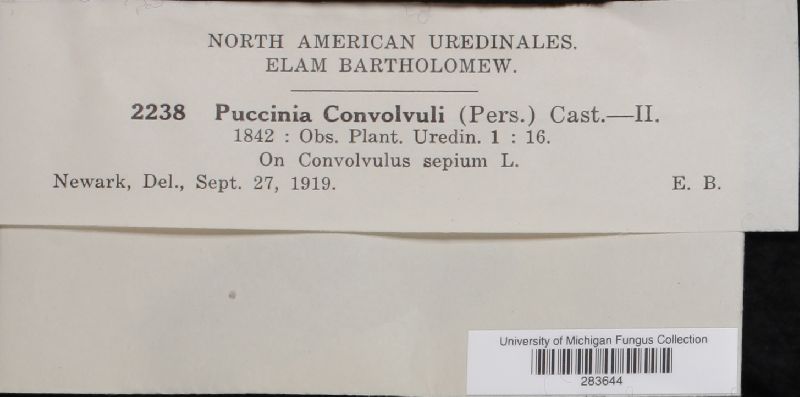 NORTH AMERICAN UREDINALES.
ELAM BARTHOLOMEW.
2238 Puccinia Convolvuli (Pers.) Cast.—II.
1842 : Obs. Plant. Uredin. 1 : 16.
On Convolvulus sepium L.
Newark, Del., Sept. 27, 1919. E. B.
University of Michigan Fungus Collection
283644